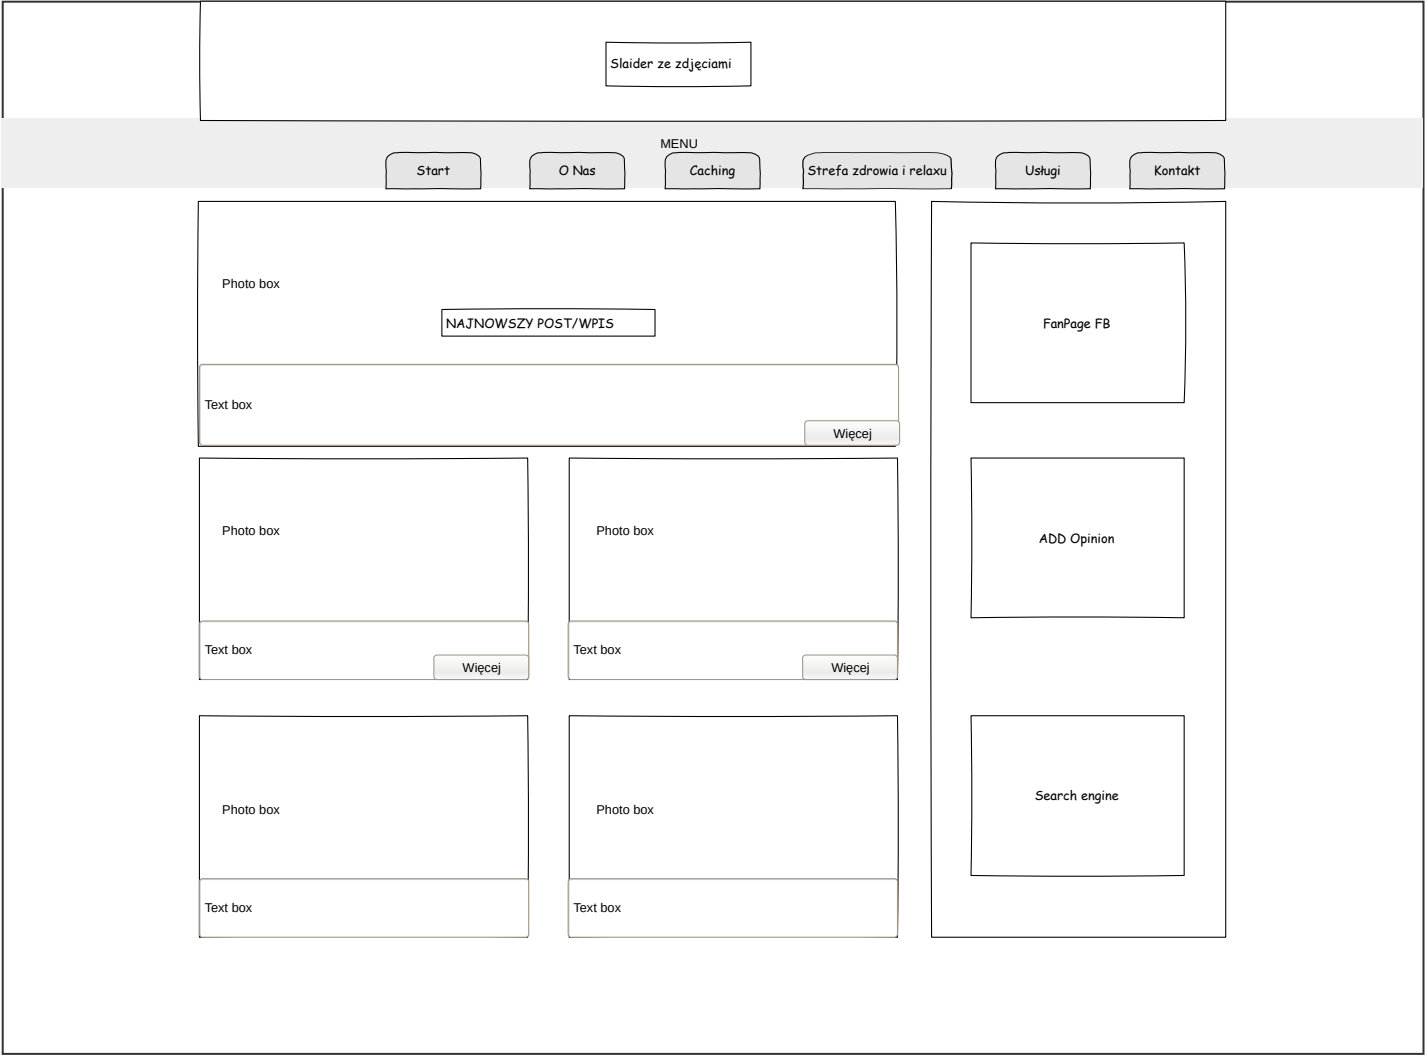 Slaider ze zdjęciami
MENU
Start
O Nas
Caching
Strefa zdrowia i relaxu
Usługi
Kontakt
Photo box
NAJNOWSZY POST/WPIS
Text box
Więcej
FanPage FB
Photo box
Photo box
Text box
Więcej
Text box
Więcej
ADD Opinion
Photo box
Photo box
Text box
Text box
Search engine